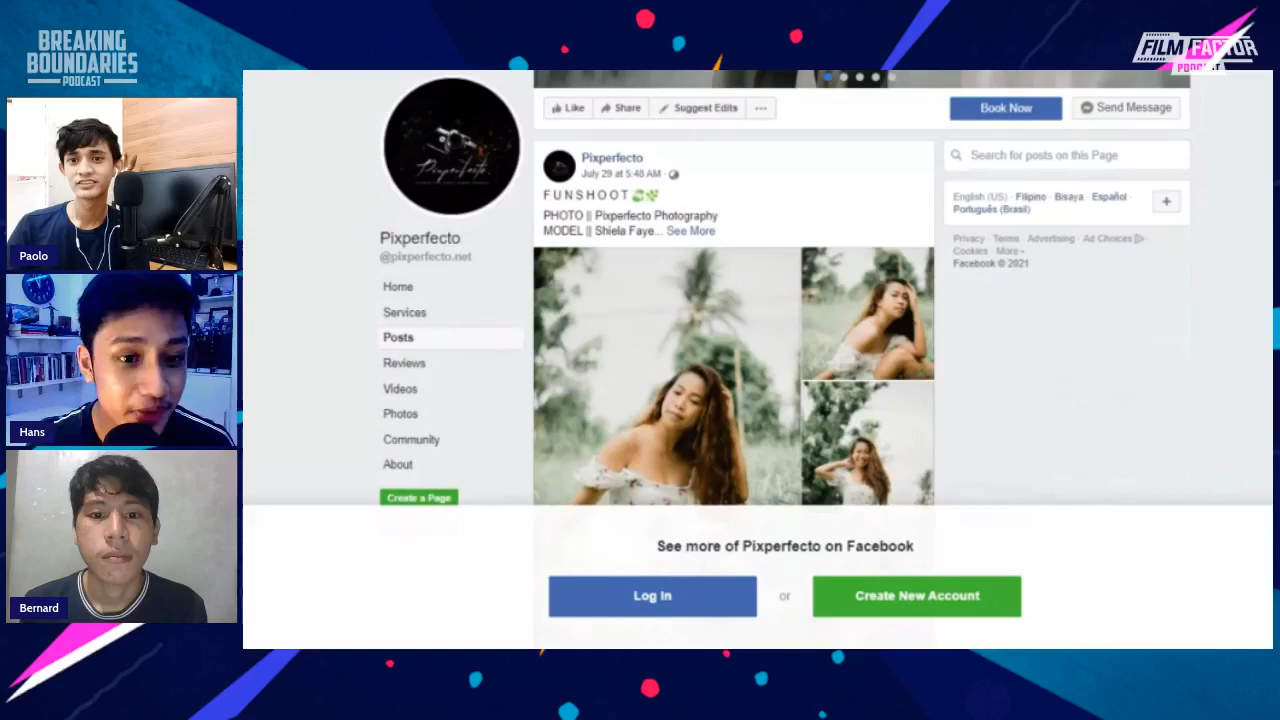 BREAKING
BOUNDARIES
PODCAST
FILM FACTOR
PODCAST
Paolo
Hans
Bernard
Pixperfecto
Pixperfecto
@pixperfecto.net
Home
Services
Posts
Reviews
Videos
Photos
Community
About
Create a Page
Like Share Suggest Edits ...
Book Now Send Message
Pixperfecto
July 29 at 5:48 AM ·
F U N S H O O T
PHOTO || Pixperfecto Photography
MODEL || Shiela Faye... See More
Search for posts on this Page
English (US) · Filipino · Bisaya · Español ·
Português (Brasil)
+
Privacy · Terms · Advertising · Ad Choices ·
Cookies · More
Facebook © 2021
See more of Pixperfecto on Facebook
Log In or Create New Account